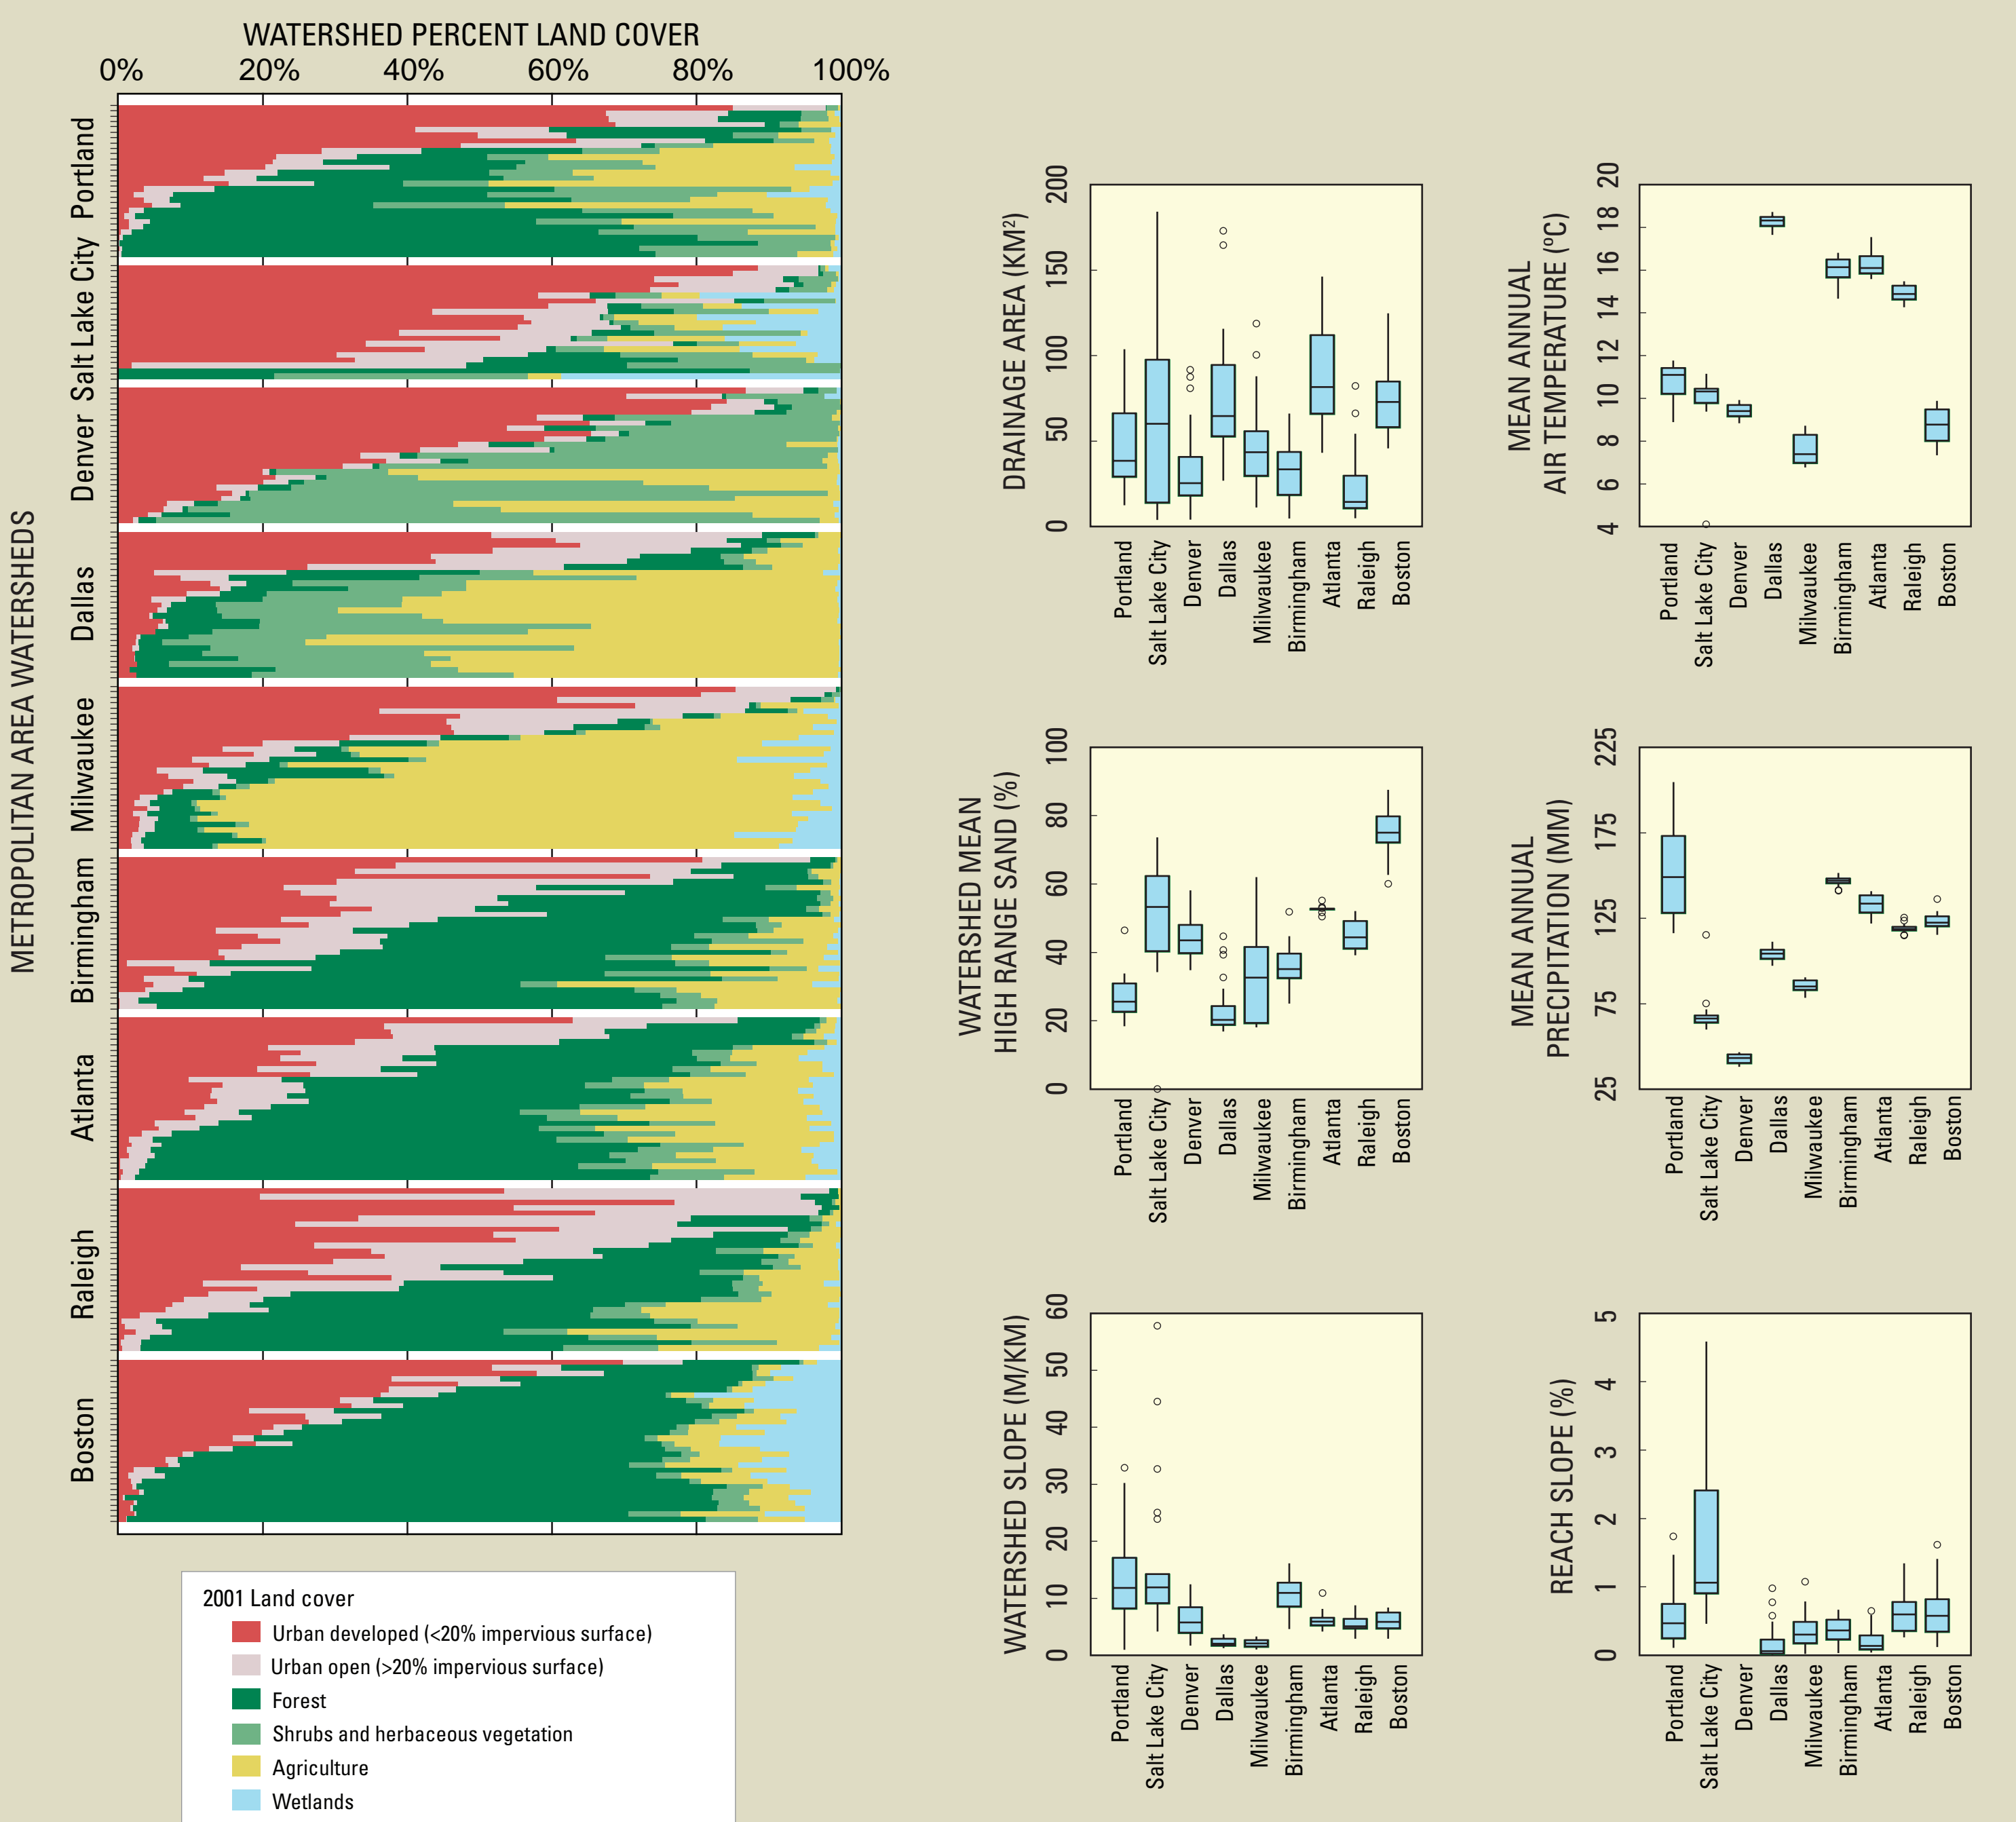 WATERSHED PERCENT LAND COVER
0% 20% 40% 60% 80% 100%
METROPOLITAN AREA WATERSHEDS
Portland
Salt Lake City
Denver
Dallas
Milwaukee
Birmingham
Atlanta
Raleigh
Boston
2001 Land cover
Urban developed (<20% impervious surface)
Urban open (>20% impervious surface)
Forest
Shrubs and herbaceous vegetation
Agriculture
Wetlands
DRAINAGE AREA (KM²)
200
150
100
50
0
Portland
Salt Lake City
Denver
Dallas
Milwaukee
Birmingham
Atlanta
Raleigh
Boston
MEAN ANNUAL
AIR TEMPERATURE (ºC)
20
18
16
14
12
10
8
6
4
Portland
Salt Lake City
Denver
Dallas
Milwaukee
Birmingham
Atlanta
Raleigh
Boston
WATERSHED MEAN
HIGH RANGE SAND (%)
100
80
60
40
20
0
Portland
Salt Lake City
Denver
Dallas
Milwaukee
Birmingham
Atlanta
Raleigh
Boston
MEAN ANNUAL
PRECIPITATION (MM)
225
175
125
75
25
Portland
Salt Lake City
Denver
Dallas
Milwaukee
Birmingham
Atlanta
Raleigh
Boston
WATERSHED SLOPE (M/KM)
60
50
40
30
20
10
0
Portland
Salt Lake City
Denver
Dallas
Milwaukee
Birmingham
Atlanta
Raleigh
Boston
REACH SLOPE (%)
5
4
3
2
1
0
Portland
Salt Lake City
Denver
Dallas
Milwaukee
Birmingham
Atlanta
Raleigh
Boston